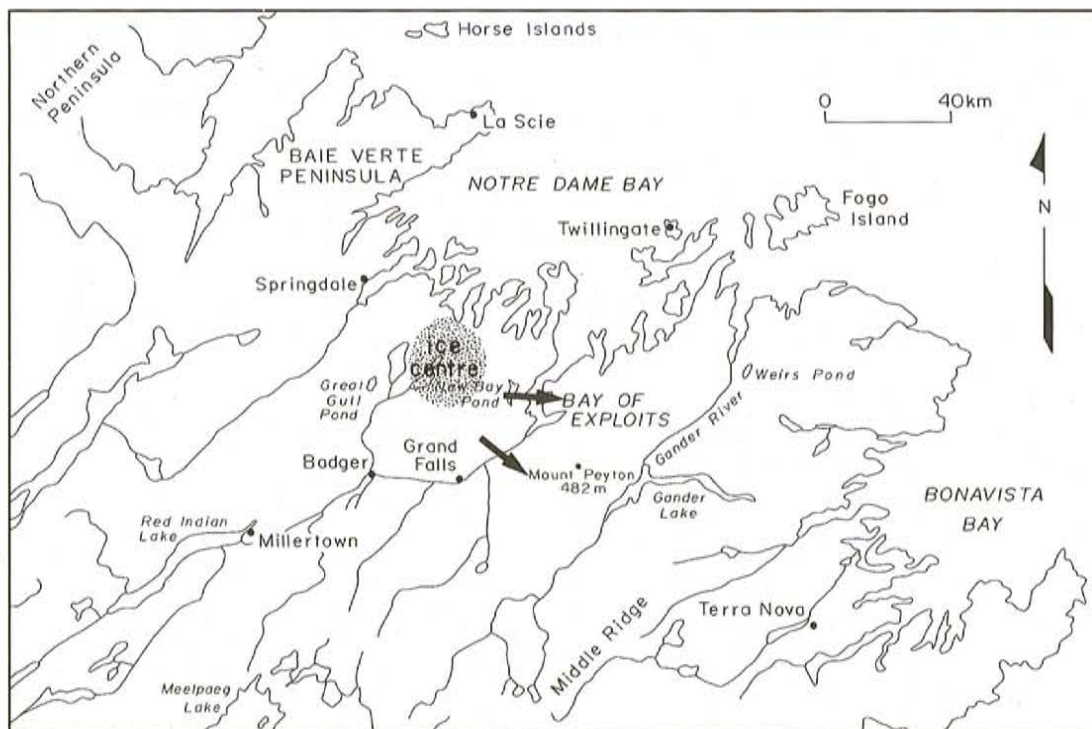 Horse Islands
Northern
Peninsula
0 40km
La Scie
BAIE VERTE
PENINSULA
NOTRE DAME BAY
Fogo
Island
N
Twillingate
Springdale
Ice
centre
Great
Gull
Pond
New Bay
Pond
BAY OF
EXPLOITS
Weirs Pond
Gander River
Grand
Falls
Badger
Mount Peyton
482m
Gander
Lake
BONAVISTA
BAY
Red Indian
Lake
Millertown
Terra Nova
Middle Ridge
Meelpaeg
Lake